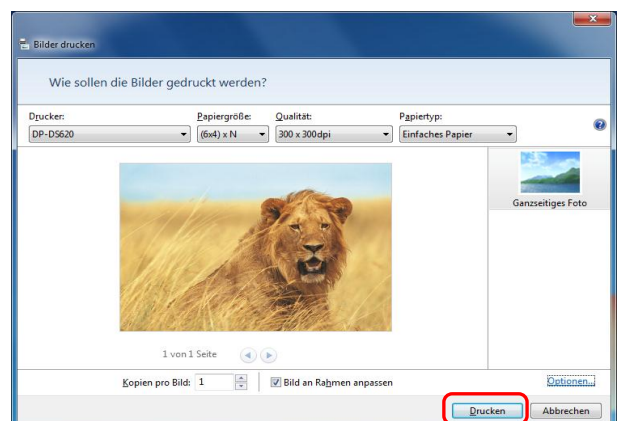 Bilder drucken
Wie sollen die Bilder gedruckt werden?
Drucker: Papiergröße: Qualität: Papiertyp:
DP-DS620 (6x4) x N 300 x 300dpi Einfaches Papier
Ganzseitiges Foto
1 von 1 Seite
Kopien pro Bild: 1 Bild an Rahmen anpassen Optionen...
Drucken Abbrechen